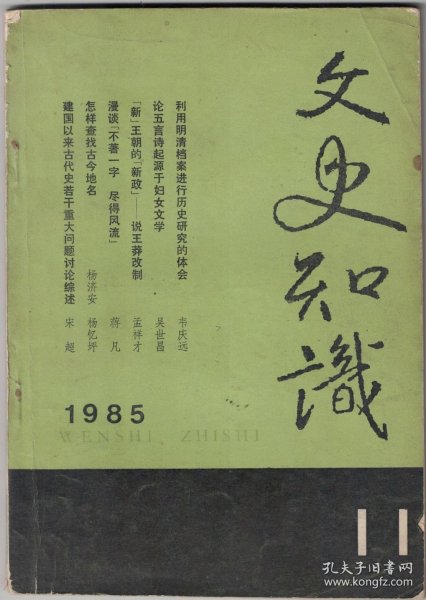 文史知識
利用明清档案进行历史研究的体会 韦庆远
论五言诗起源于妇女文学 吴世昌
「新」王朝的「新政」——说王莽改制 孟祥才
漫谈「不著一字 尽得风流」 蒋凡
怎样查找古今地名 杨济安 杨忆坪
建国以来古代史若干重大问题讨论综述 宋超
1985
WENSHI ZHISHI
11
孔夫子旧书网
www.kongfz.com